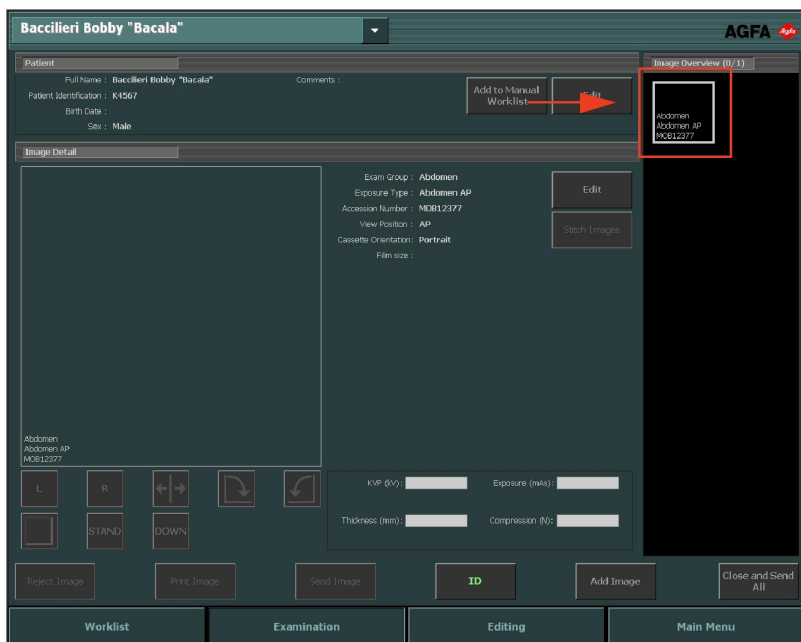 Baccilieri Bobby "Bacala"
AGFA
Agfa
Patient
Image Overview (0/1)
Full Name : Baccilieri Bobby "Bacala"
Comments :
Patient Identification : K4567
Birth Date :
Sex : Male
Add to Manual
Worklist
Edit
Abdomen
Abdomen AP
MOB12377
Image Detail
Exam Group : Abdomen
Exposure Type : Abdomen AP
Accession Number : MOB12377
View Position : AP
Cassette Orientation: Portrait
Film size :
Edit
Stitch Images
Abdomen
Abdomen AP
MOB12377
L
R
STAND
DOWN
KVP (kV):
Exposure (mAs):
Thickness (mm):
Compression (N):
Reject Image
Print Image
Send Image
ID
Add Image
Close and Send
All
Worklist
Examination
Editing
Main Menu